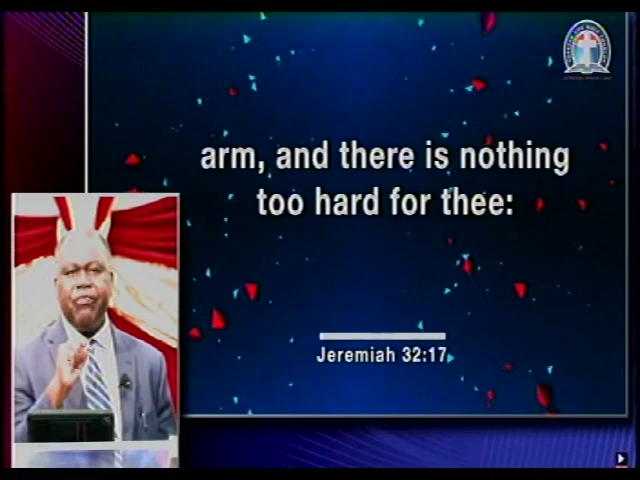 arm, and there is nothing
too hard for thee:
Jeremiah 32:17